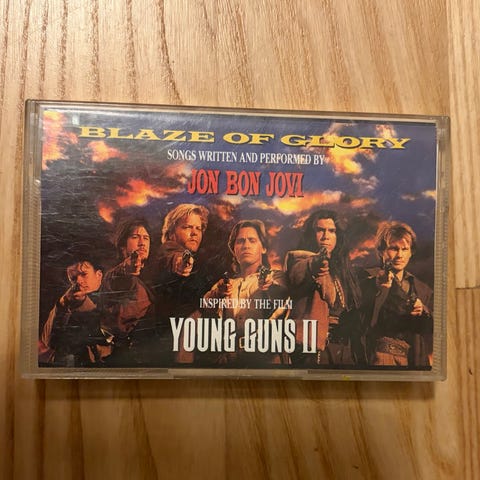 BLAZE OF GLORY
SONGS WRITTEN AND PERFORMED BY
JON BON JOVI
INSPIRED BY THE FILM
YOUNG GUNS II